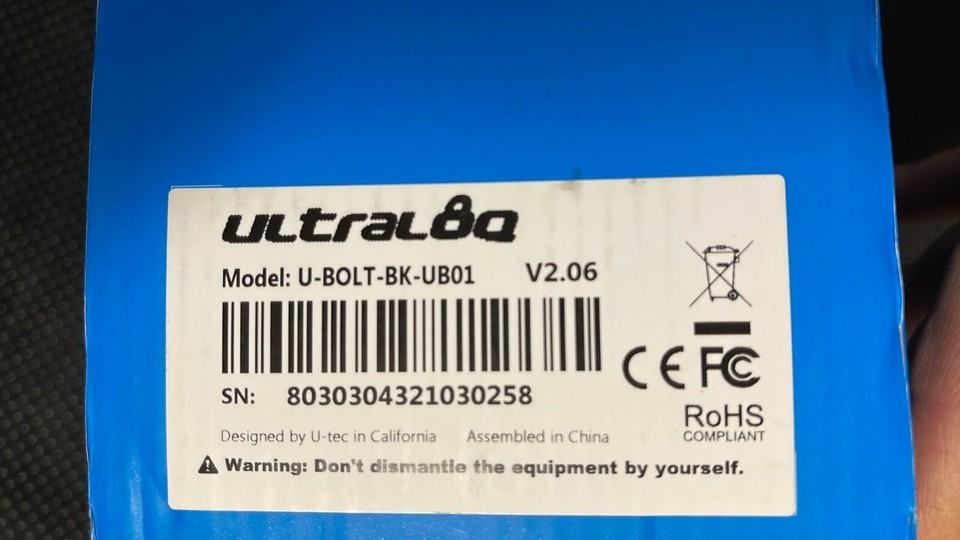 ULTRALOQ
Model: U-BOLT-BK-UB01 V2.06
SN: 8030304321030258
CE FC
RoHS
COMPLIANT
Designed by U-tec in California Assembled in China
Warning: Don't dismantle the equipment by yourself.